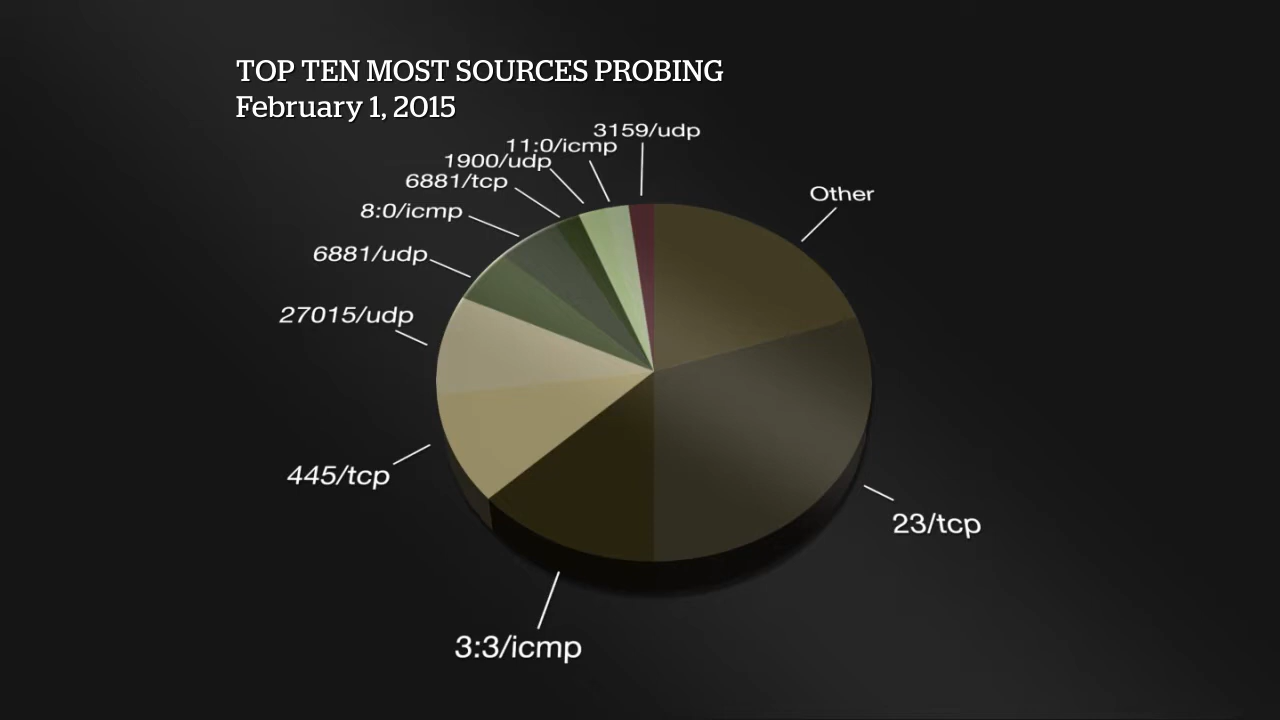 TOP TEN MOST SOURCES PROBING
February 1, 2015
3159/udp
11:0/icmp
1900/udp
6881/tcp
Other
8:0/icmp
6881/udp
27015/udp
445/tcp
23/tcp
3:3/icmp